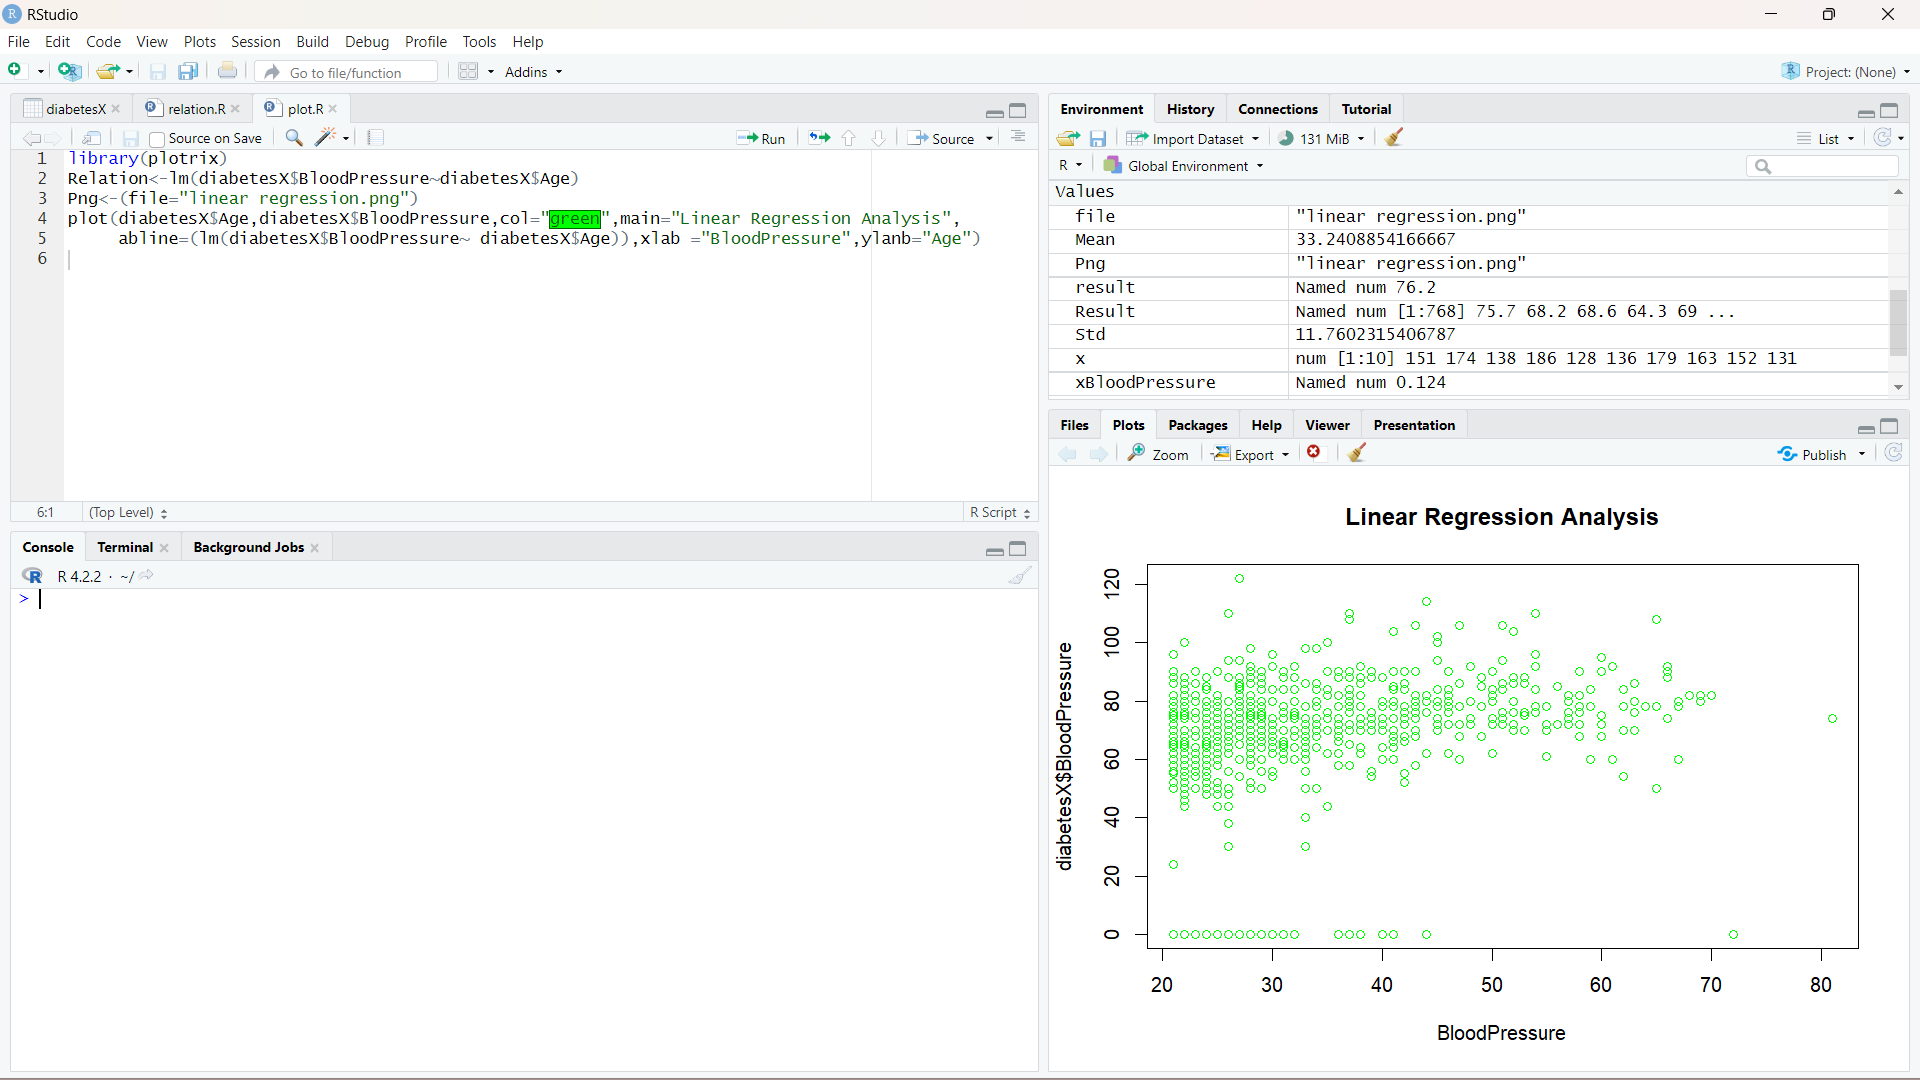 RStudio
File Edit Code View Plots Session Build Debug Profile Tools Help
Go to file/function Addins Project: (None)
diabetesX relation.R plot.R
Source on Save Run Source
1 library(plotrix)
2 Relation<-lm(diabetesX$BloodPressure~diabetesX$Age)
3 Png<-(file="linear regression.png")
4 plot(diabetesX$Age,diabetesX$BloodPressure,col="green",main="Linear Regression Analysis",
5 abline=(lm(diabetesX$BloodPressure~ diabetesX$Age)),xlab ="BloodPressure",ylanb="Age")
6
6:1 (Top Level) R Script
Console Terminal Background Jobs
R 4.2.2 · ~/
>
Environment History Connections Tutorial
Import Dataset 131 MiB List
R Global Environment
Values
file "linear regression.png"
Mean 33.2408854166667
Png "linear regression.png"
result Named num 76.2
Result Named num [1:768] 75.7 68.2 68.6 64.3 69 ...
Std 11.7602315406787
x num [1:10] 151 174 138 186 128 136 179 163 152 131
xBloodPressure Named num 0.124
Files Plots Packages Help Viewer Presentation
Zoom Export Publish
Linear Regression Analysis
diabetesX$BloodPressure
120
100
80
60
40
20
0
20 30 40 50 60 70 80
BloodPressure